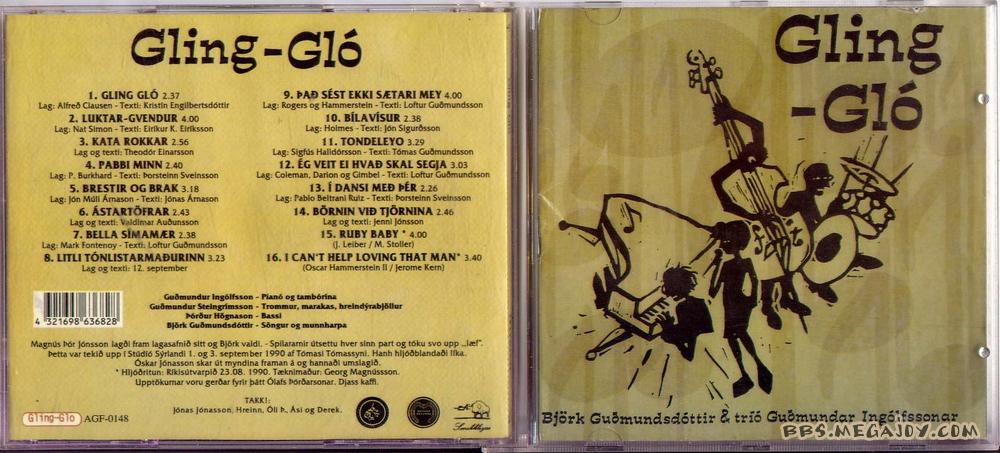 Gling-Gló
1. GLING GLÓ 2.37
Lag: Alfreð Clausen - Texti: Kristín Engilbertsdóttir
2. LUKTAR-GVENDUR 4.00
Lag: Nat Simon - Texti: Eiríkur K. Eiríksson
3. KATA ROKKAR 2.56
Lag og texti: Theodór Einarsson
4. PABBI MINN 2.40
Lag: P. Burkhard - Texti: Þorsteinn Sveinsson
5. BRESTIR OG BRAK 3.18
Lag: Jón Múli Árnason - Texti: Jónas Árnason
6. ÁSTARTÖFRAR 2.43
Lag og texti: Valdimar Auðunsson
7. BELLA SÍMAMÆR 2.38
Lag: Mark Fontenoy - Texti: Loftur Guðmundsson
8. LITLI TÓNLISTARMAÐURINN 3.23
Lag og texti: 12. september
9. ÞAÐ SÉST EKKI SÆTARI MEY 4.00
Lag: Rogers og Hammerstein - Texti: Loftur Guðmundsson
10. BÍLAVÍSUR 2.38
Lag: Holmes - Texti: Jón Sigurðsson
11. TONDELEYO 3.29
Lag: Sigfús Halldórsson - Texti: Tómas Guðmundsson
12. ÉG VEIT EI HVAÐ SKAL SEGJA 3.03
Lag: Coleman, Darion og Gimbel - Texti: Loftur Guðmundsson
13. Í DANSI MEÐ ÞÉR 2.26
Lag: Pablo Beltrani Ruiz - Texti: Þorsteinn Sveinsson
14. BÖRNIN VIÐ TJÖRNINA 2.46
Lag og texti: Jenni Jónsson
15. RUBY BABY * 4.00
(J. Leiber / M. Stoller)
16. I CAN'T HELP LOVING THAT MAN* 3.40
(Oscar Hammerstein II / Jerome Kern)
4 321698 636828
Guðmundur Ingólfsson - Píanó og tambórína
Guðmundur Steingrímsson - Trommur, marakas, hreindýrabjöllur
Þórður Högnason - Bassi
Björk Guðmundsdóttir - Söngur og munnharpa
Magnús Þór Jónsson lagði fram lagasafnið sitt og Björk valdi. - Spilararnir útsettu hver sinn part og tóku svo upp „læf".
Þetta var tekið upp í Stúdíó Sýrlandi 1. og 3. september 1990 af Tómasi Tómassyni. Hanh hljóðblandaði líka.
Óskar Jónasson skar út myndina framan á og hannaði umslagið.
* Hljóðritun: Ríkisútvarpið 23.08. 1990. Tæknimaður: Georg Magnússson.
Upptökurnar voru gerðar fyrir þátt Ólafs Þórðarsonar. Djass kaffi.
TAKK!:
Jónas Jónasson, Hreinn, Óli Þ., Ási og Derek.
Gling-Gló AGF-0148
Smekkleysa
Gling
-Gló
Björk Guðmundsdóttir & tríó Guðmundar Ingólfssonar
BBS.MEGAJOY.COM